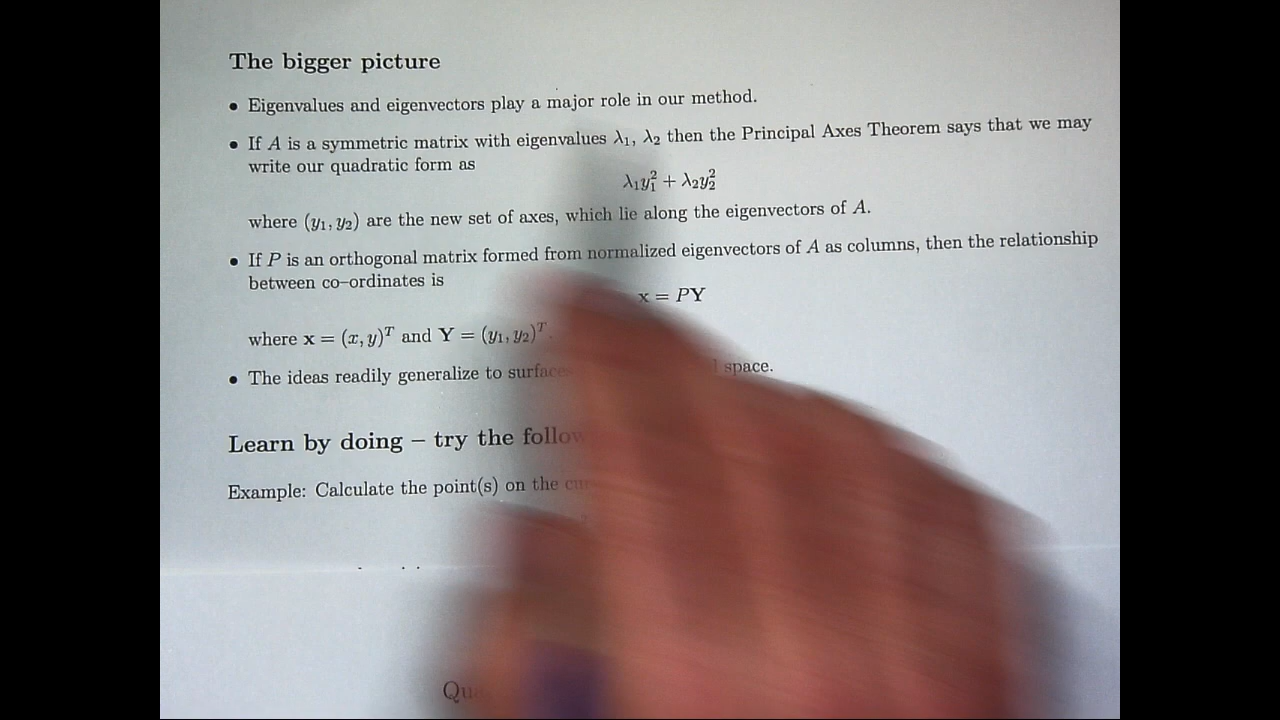 The bigger picture
• Eigenvalues and eigenvectors play a major role in our method.
• If A is a symmetric matrix with eigenvalues λ₁, λ₂ then the Principal Axes Theorem says that we may
write our quadratic form as
λ₁y₁² + λ₂y₂²
where (y₁, y₂) are the new set of axes, which lie along the eigenvectors of A.
• If P is an orthogonal matrix formed from normalized eigenvectors of A as columns, then the relationship
between co–ordinates is
x = PY
where x = (x, y)ᵀ and Y = (y₁, y₂)ᵀ.
• The ideas readily generalize to space.
Learn by doing – try the
Example: Calculate the point(s) on the